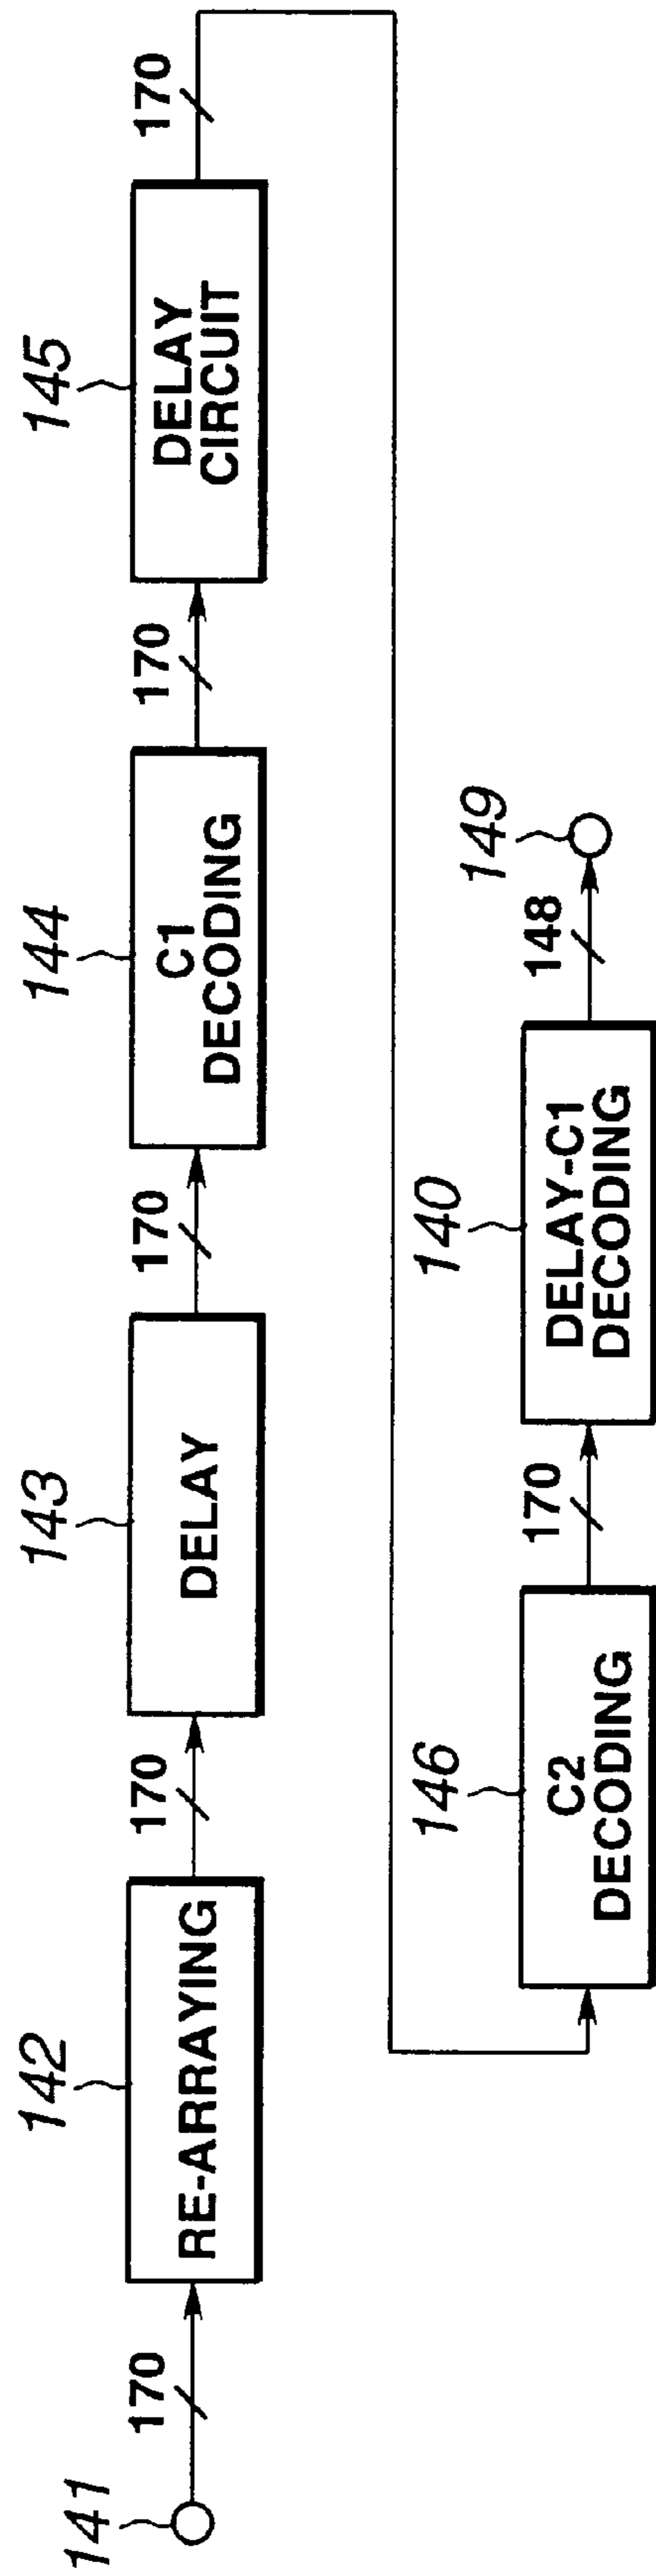 141
170
142
RE-ARRAYING
170
143
DELAY
170
144
C1
DECODING
170
145
DELAY
CIRCUIT
170
146
C2
DECODING
170
140
DELAY-C1
DECODING
148
149